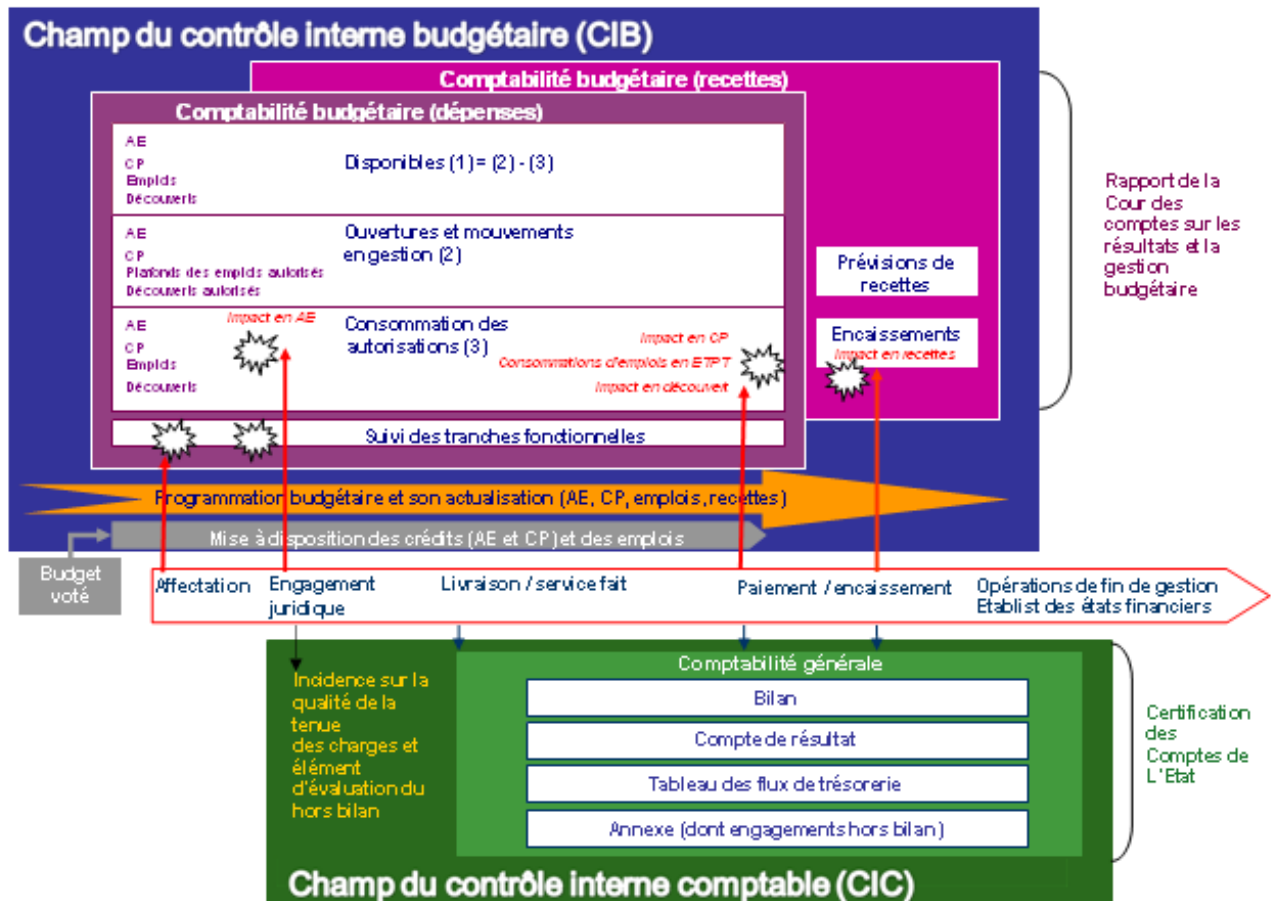 Champ du contrôle interne budgétaire (CIB)
Comptabilité budgétaire (recettes)
Comptabilité budgétaire (dépenses)
AE
CP
Emplois
Découverts
Disponibles (1) = (2) - (3)
AE
CP
Plafonds des emplois autorisés
Découverts autorisés
Ouvertures et mouvements
en gestion (2)
AE
CP
Emplois
Découverts
Impact en AE
Consommation des
autorisations (3)
Impact en CP
Consommations d'emplois en ETPT
Impact en découvert
Suivi des tranches fonctionnelles
Prévisions de
recettes
Encaissements
Impact en recettes
Rapport de la
Cour des
comptes sur les
résultats et la
gestion
budgétaire
Programmation budgétaire et son actualisation (AE, CP, emplois, recettes)
Mise à disposition des crédits (AE et CP) et des emplois
Budget
voté
Affectation
Engagement
juridique
Livraison / service fait
Paiement / encaissement
Opérations de fin de gestion
Etablist des états financiers
Incidence sur la
qualité de la
tenue
des charges et
élément
d'évaluation du
hors bilan
Comptabilité générale
Bilan
Compte de résultat
Tableau des flux de trésorerie
Annexe (dont engagements hors bilan)
Certification
des
Comptes de
L'Etat
Champ du contrôle interne comptable (CIC)